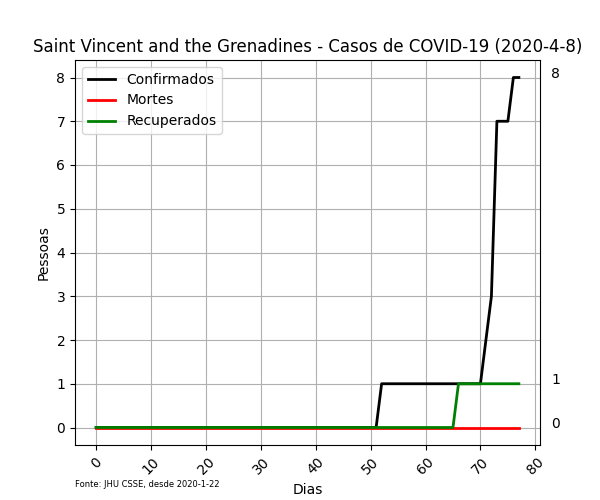 Saint Vincent and the Grenadines - Casos de COVID-19 (2020-4-8)
Confirmados
Mortes
Recuperados
Pessoas
8
7
6
5
4
3
2
1
0
8
1
0
0 10 20 30 40 50 60 70 80
Dias
Fonte: JHU CSSE, desde 2020-1-22